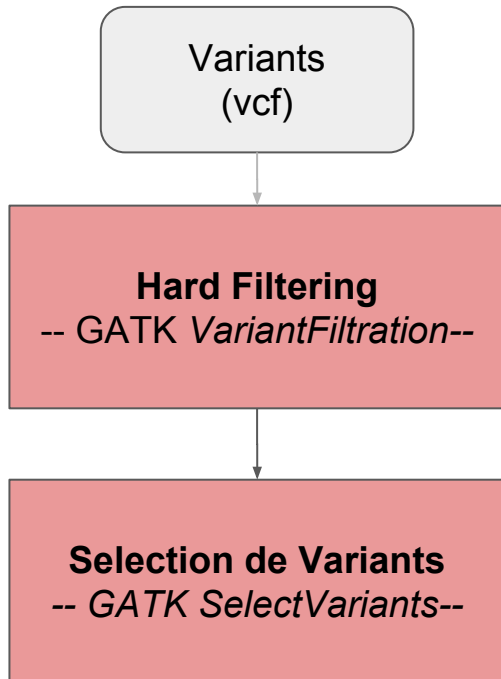 Variants
(vcf)
Hard Filtering
-- GATK VariantFiltration--
Selection de Variants
-- GATK SelectVariants--